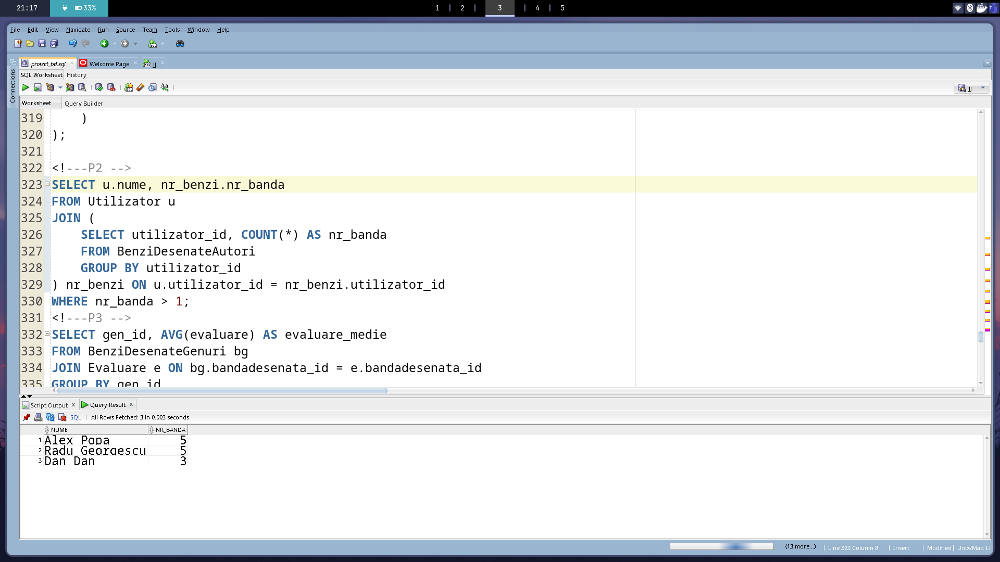 21:17 33% 1 | 2 | 3 | 4 | 5
File Edit View Navigate Run Source Team Tools Window Help
Connections
proiect_bd.sql Welcome Page jj
SQL Worksheet History
jj
Worksheet Query Builder
319 )
320 );
321
322 <!---P2 -->
323 SELECT u.nume, nr_benzi.nr_banda
324 FROM Utilizator u
325 JOIN (
326 SELECT utilizator_id, COUNT(*) AS nr_banda
327 FROM BenziDesenateAutori
328 GROUP BY utilizator_id
329 ) nr_benzi ON u.utilizator_id = nr_benzi.utilizator_id
330 WHERE nr_banda > 1;
331 <!---P3 -->
332 SELECT gen_id, AVG(evaluare) AS evaluare_medie
333 FROM BenziDesenateGenuri bg
334 JOIN Evaluare e ON bg.bandadesenata_id = e.bandadesenata_id
335 GROUP BY gen_id
Script Output x Query Result x
SQL | All Rows Fetched: 3 in 0.003 seconds
NUME NR_BANDA
1 Alex Popa 5
2 Radu Georgescu 5
3 Dan Dan 3
(13 more...) | Line 323 Column 8 | Insert | Modified | Unix/Mac: LF